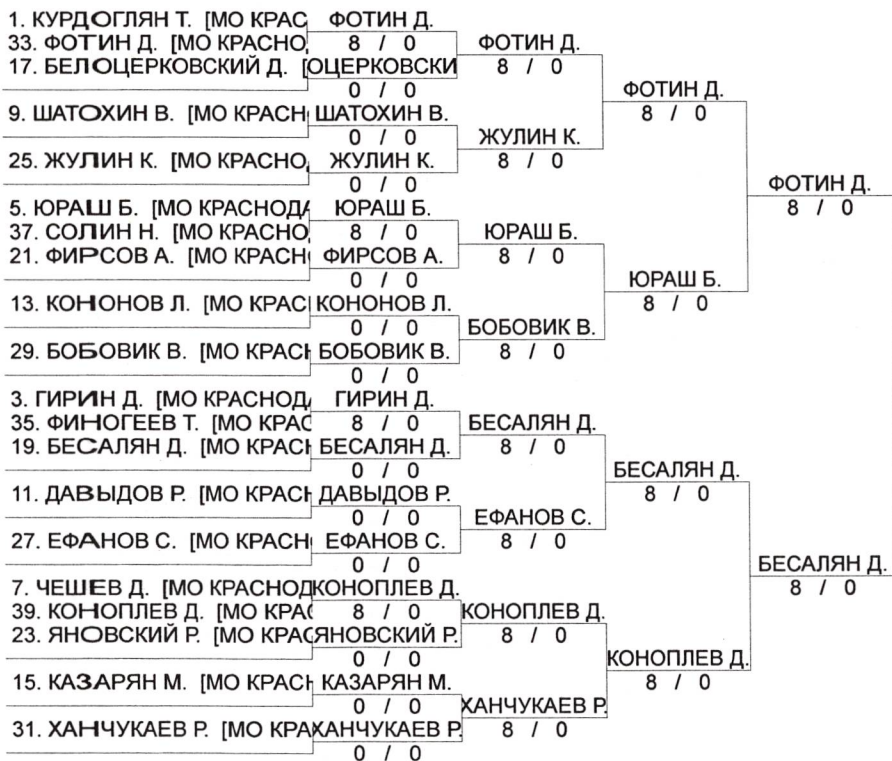 1. КУРДОГЛЯН Т. [МО КРАС ФОТИН Д.
33. ФОТИН Д. [МО КРАСНО 8 / 0 ФОТИН Д.
17. БЕЛОЦЕРКОВСКИЙ Д. [ОЦЕРКОВСКИ 8 / 0
0 / 0 ФОТИН Д.
9. ШАТОХИН В. [МО КРАСН ШАТОХИН В. 8 / 0
0 / 0 ЖУЛИН К.
25. ЖУЛИН К. [МО КРАСНО ЖУЛИН К. 8 / 0
0 / 0 ФОТИН Д.
5. ЮРАШ Б. [МО КРАСНОДА ЮРАШ Б. 8 / 0
37. СОЛИН Н. [МО КРАСНО 8 / 0 ЮРАШ Б.
21. ФИРСОВ А. [МО КРАСН ФИРСОВ А. 8 / 0
0 / 0 ЮРАШ Б.
13. КОНОНОВ Л. [МО КРАС КОНОНОВ Л. 8 / 0
0 / 0 БОБОВИК В.
29. БОБОВИК В. [МО КРАСН БОБОВИК В. 8 / 0
0 / 0
3. ГИРИН Д. [МО КРАСНОДА ГИРИН Д.
35. ФИНОГЕЕВ Т. [МО КРАС 8 / 0 БЕСАЛЯН Д.
19. БЕСАЛЯН Д. [МО КРАСН БЕСАЛЯН Д. 8 / 0
0 / 0 БЕСАЛЯН Д.
11. ДАВЫДОВ Р. [МО КРАСН ДАВЫДОВ Р. 8 / 0
0 / 0 ЕФАНОВ С.
27. ЕФАНОВ С. [МО КРАСН ЕФАНОВ С. 8 / 0
0 / 0 БЕСАЛЯН Д.
7. ЧЕШЕВ Д. [МО КРАСНОД КОНОПЛЕВ Д. 8 / 0
39. КОНОПЛЕВ Д. [МО КРАС 8 / 0 КОНОПЛЕВ Д.
23. ЯНОВСКИЙ Р. [МО КРАС ЯНОВСКИЙ Р. 8 / 0
0 / 0 КОНОПЛЕВ Д.
15. КАЗАРЯН М. [МО КРАСН КАЗАРЯН М. 8 / 0
0 / 0 ХАНЧУКАЕВ Р.
31. ХАНЧУКАЕВ Р. [МО КРА ХАНЧУКАЕВ Р. 8 / 0
0 / 0